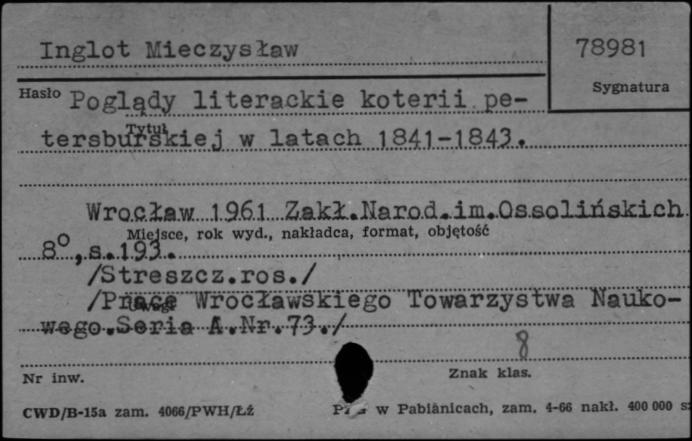 Inglot Mieczysław
78981
Hasło
Sygnatura
Poglądy literackie koterii pe-
Tytuł
tersburskiej w latach 1841-1843.
Wrocław 1961 Zakł.Narod.im.Ossolińskich
Miejsce, rok wyd., nakładca, format, objętość
8°,s.193.
/Streszcz.ros./
/Prace Wrocławskiego Towarzystwa Nauko-
Uwagi
wego.Seria A.Nr.73./
8
Nr inw.
Znak klas.
CWD/B-15a zam. 4066/PWH/Łź
w Pabianicach, zam. 4-66 nakł. 400 000